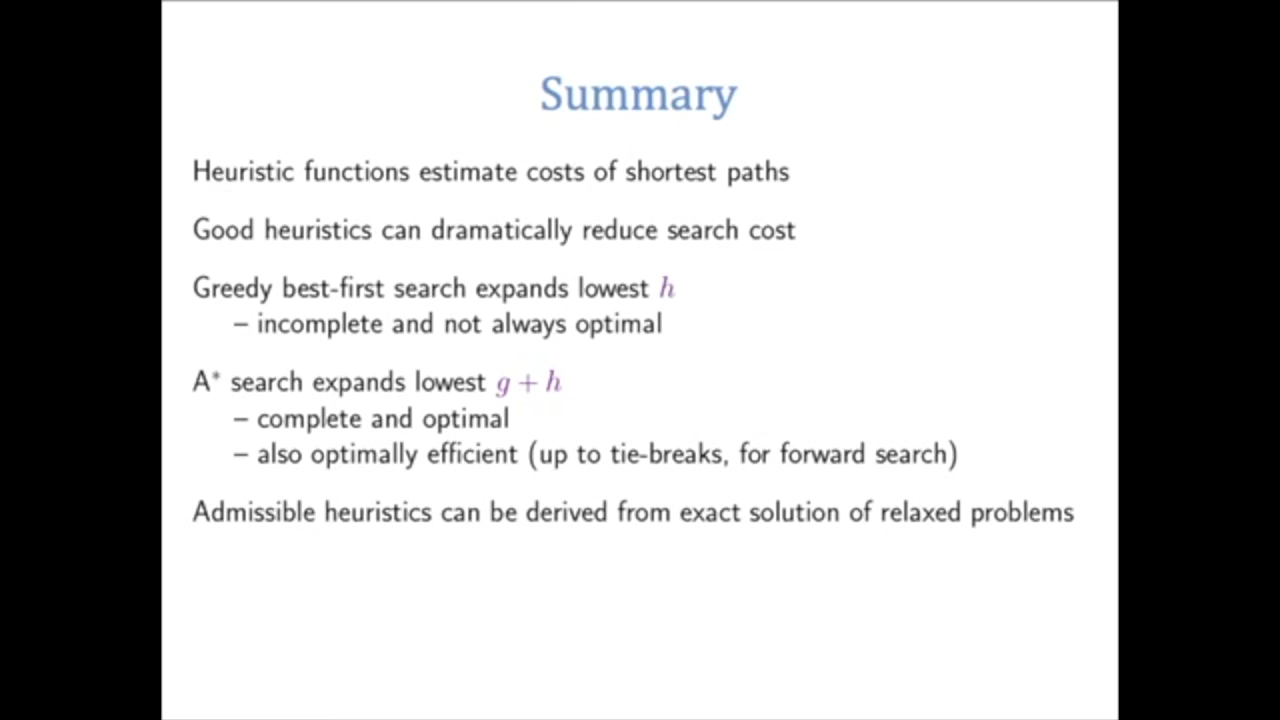 Summary
Heuristic functions estimate costs of shortest paths
Good heuristics can dramatically reduce search cost
Greedy best-first search expands lowest h
– incomplete and not always optimal
A* search expands lowest g + h
– complete and optimal
– also optimally efficient (up to tie-breaks, for forward search)
Admissible heuristics can be derived from exact solution of relaxed problems